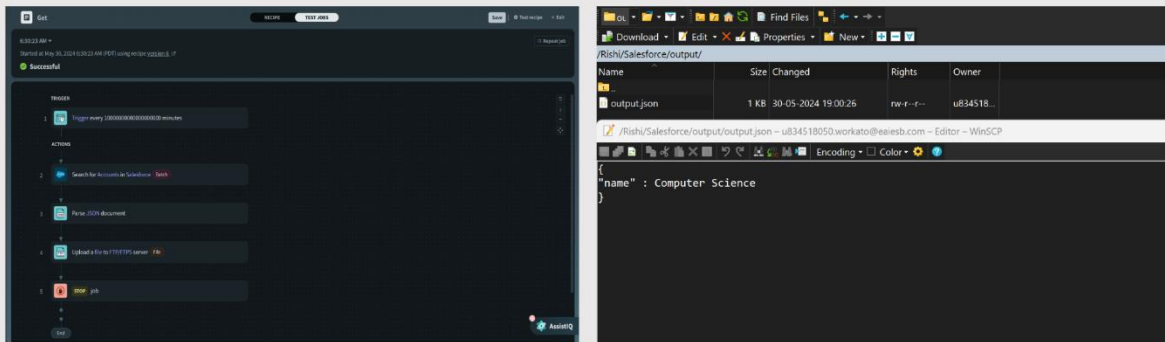 Get
RECIPE TEST JOBS
Save Test recipe Exit
6:30:23 AM
Repeat job
Started at May 30, 2024 6:30:23 AM (PDT) using recipe version 6
Successful
TRIGGER
1 Trigger every minutes
ACTIONS
2 Search for Accounts in Salesforce Batch
3 Parse JSON document
4 Upload a file to FTP/FTPS server File
5 STOP job
End
AssistIQ
Find Files
Download Edit Properties New
/Rishi/Salesforce/output/
Name Size Changed Rights Owner
..
output.json 1 KB 30-05-2024 19:00:26 rw-r--r-- u834518...
/Rishi/Salesforce/output/output.json – u834518050.workato@eaiesb.com – Editor – WinSCP
Encoding Color
{
"name" : Computer Science
}